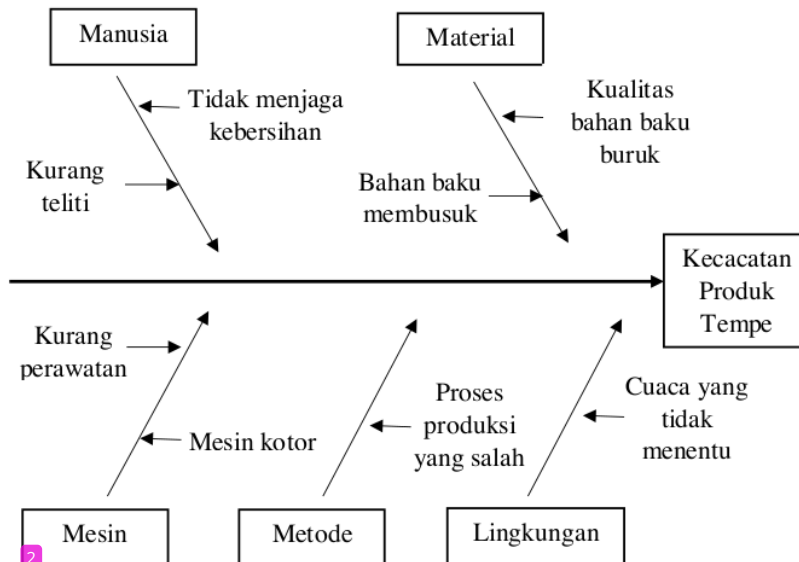 Manusia
Material
Tidak menjaga
kebersihan
Kurang
teliti
Kualitas
bahan baku
buruk
Bahan baku
membusuk
Kecacatan
Produk
Tempe
Kurang
perawatan
Mesin kotor
Proses
produksi
yang salah
Cuaca yang
tidak
menentu
Mesin
Metode
Lingkungan
2